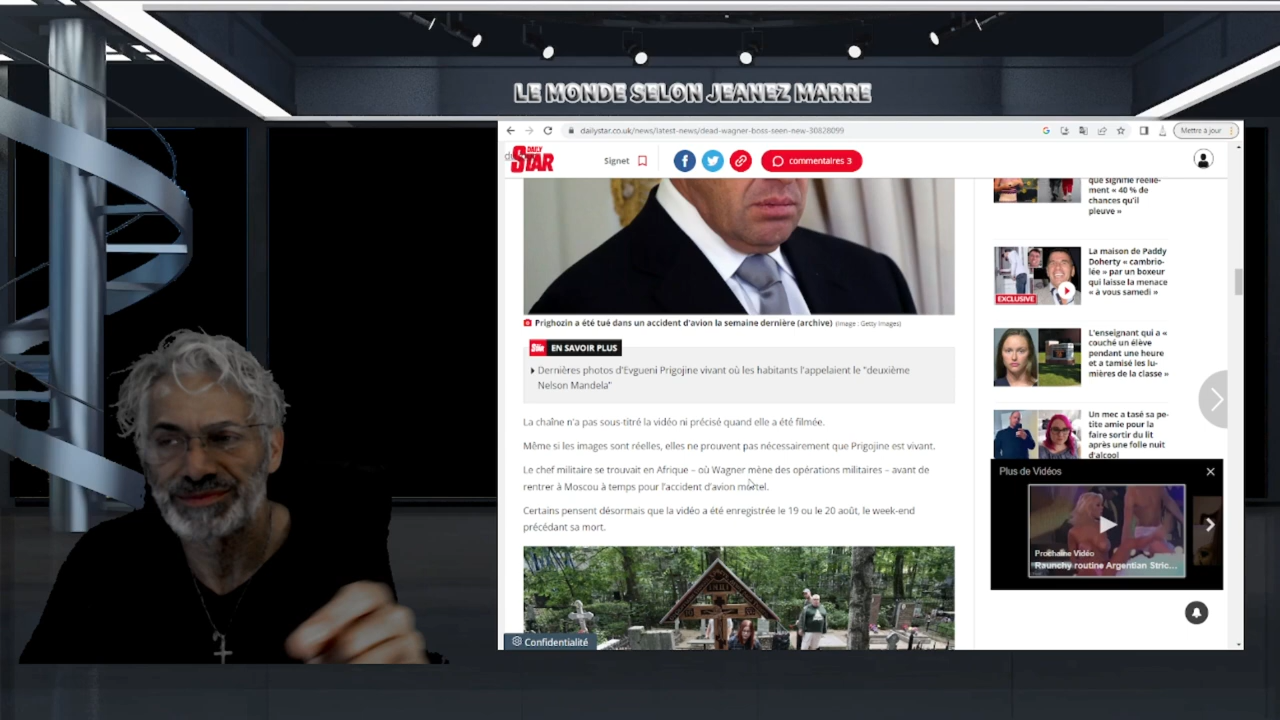 LE MONDE SELON JEANEZ MARRE
dailystar.co.uk/news/latest-news/dead-wagner-boss-seen-new-30828099
Mettre à jour
DAILY
STAR
Signet
commentaires 3
que signifie réelle-
ment « 40 % de
chances qu'il
pleuve »
La maison de Paddy
Doherty « cambrio-
lée » par un boxeur
qui laisse la menace
« à vous samedi »
EXCLUSIVE
Prighozin a été tué dans un accident d'avion la semaine dernière (archive) (Image : Getty Images)
Star
EN SAVOIR PLUS
Dernières photos d'Evgueni Prigojine vivant où les habitants l'appelaient le "deuxième
Nelson Mandela"
L'enseignant qui a «
couché un élève
pendant une heure
et a tamisé les lu-
mières de la classe »
La chaîne n'a pas sous-titré la vidéo ni précisé quand elle a été filmée.
Même si les images sont réelles, elles ne prouvent pas nécessairement que Prigojine est vivant.
Le chef militaire se trouvait en Afrique – où Wagner mène des opérations militaires – avant de
rentrer à Moscou à temps pour l'accident d'avion mortel.
Certains pensent désormais que la vidéo a été enregistrée le 19 ou le 20 août, le week-end
précédant sa mort.
Un mec a tasé sa pe-
tite amie pour la
faire sortir du lit
après une folle nuit
d'alcool
Plus de Vidéos
Prochaine Vidéo
Raunchy routine Argentian Stric...
Confidentialité